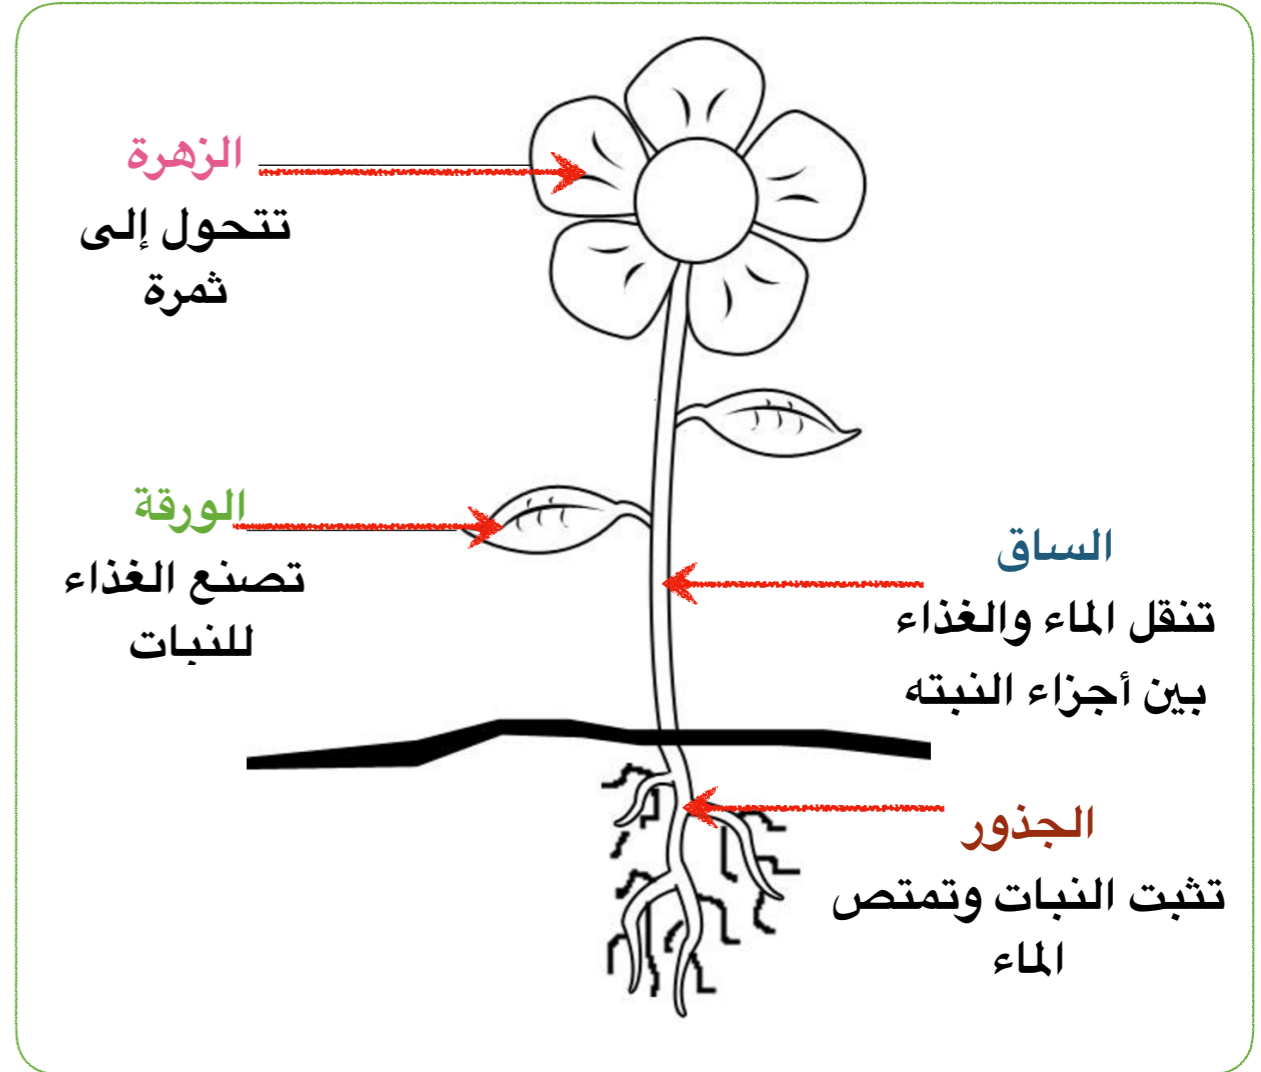 الزهرة
تتحول إلى
ثمرة
الورقة
تصنع الغذاء
للنبات
الساق
تنقل الماء والغذاء
بين أجزاء النبته
الجذور
تثبت النبات وتمتص
الماء